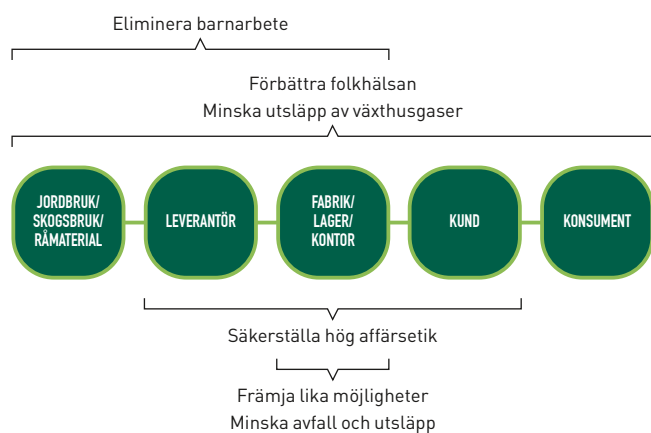 Eliminera barnarbete
Förbättra folkhälsan
Minska utsläpp av växthusgaser
JORDBRUK/
SKOGSBRUK/
RÅMATERIAL
LEVERANTÖR
FABRIK/
LAGER/
KONTOR
KUND
KONSUMENT
Säkerställa hög affärsetik
Främja lika möjligheter
Minska avfall och utsläpp